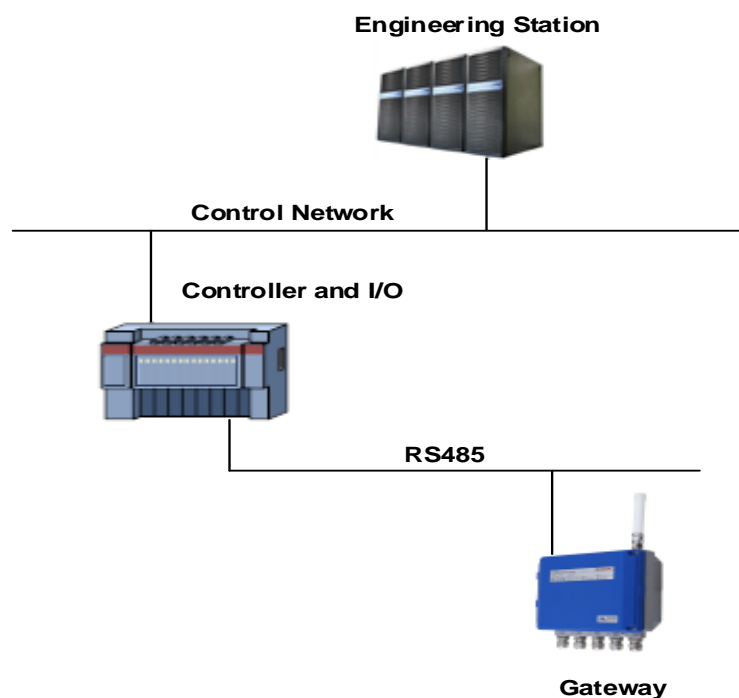 Engineering Station
Control Network
Controller and I/O
RS485
Gateway